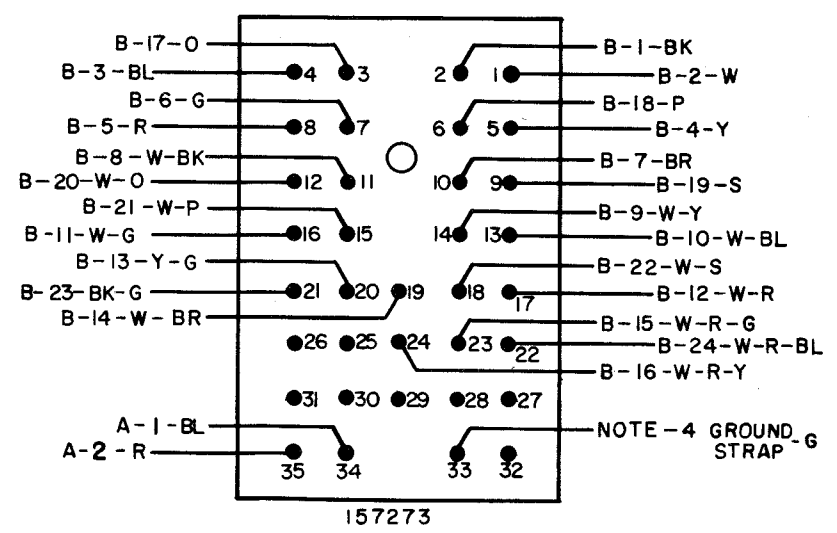 B-17-O
B-1-BK
B-3-BL
4 3 2 1
B-2-W
B-6-G
B-18-P
B-5-R
8 7 6 5
B-4-Y
B-8-W-BK
B-7-BR
B-20-W-O
12 11 10 9
B-19-S
B-21-W-P
B-9-W-Y
B-11-W-G
16 15 14 13
B-10-W-BL
B-13-Y-G
B-22-W-S
B-23-BK-G
21 20 19 18 17
B-12-W-R
B-14-W-BR
B-15-W-R-G
26 25 24 23 22
B-24-W-R-BL
B-16-W-R-Y
31 30 29 28 27
A-1-BL
NOTE-4 GROUND STRAP -G
A-2-R
35 34 33 32
157273